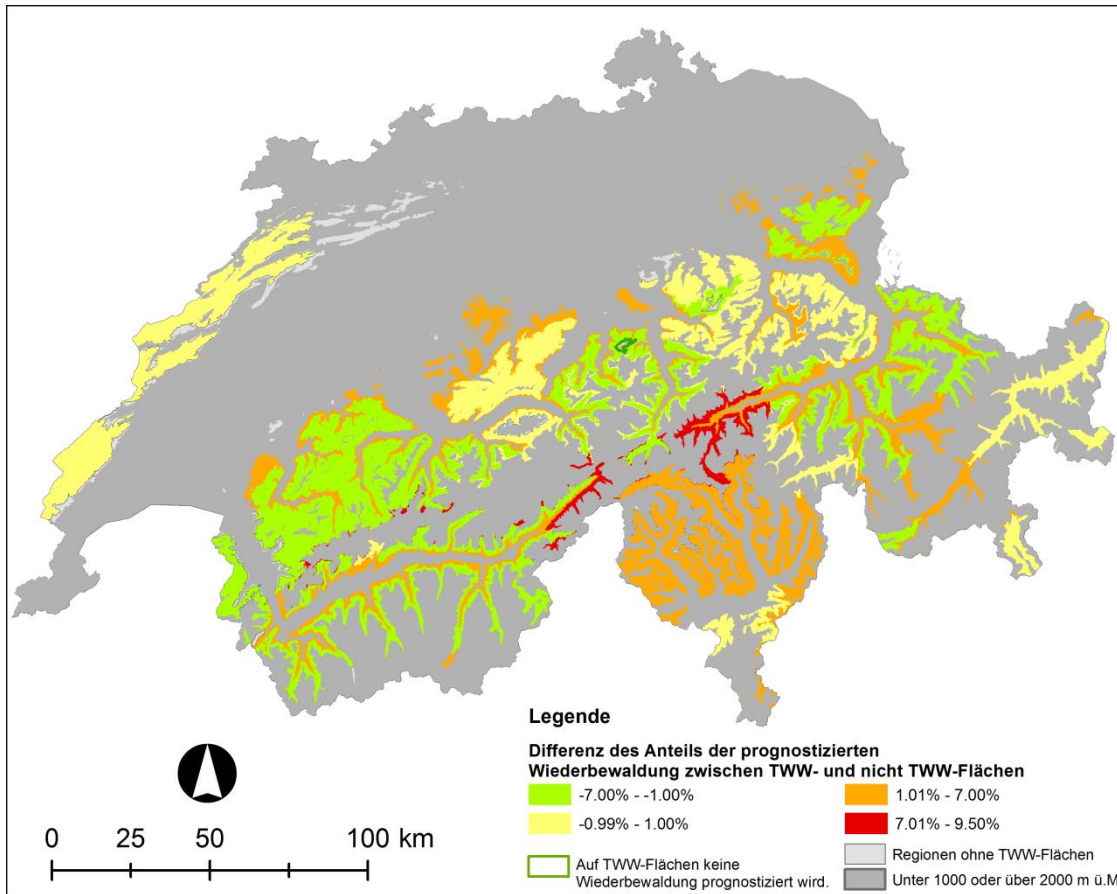 Legende
Differenz des Anteils der prognostizierten
Wiederbewaldung zwischen TWW- und nicht TWW-Flächen
-7.00% - -1.00%
1.01% - 7.00%
-0.99% - 1.00%
7.01% - 9.50%
Auf TWW-Flächen keine
Wiederbewaldung prognostiziert wird.
Regionen ohne TWW-Flächen
Unter 1000 oder über 2000 m ü.M
0 25 50 100 km